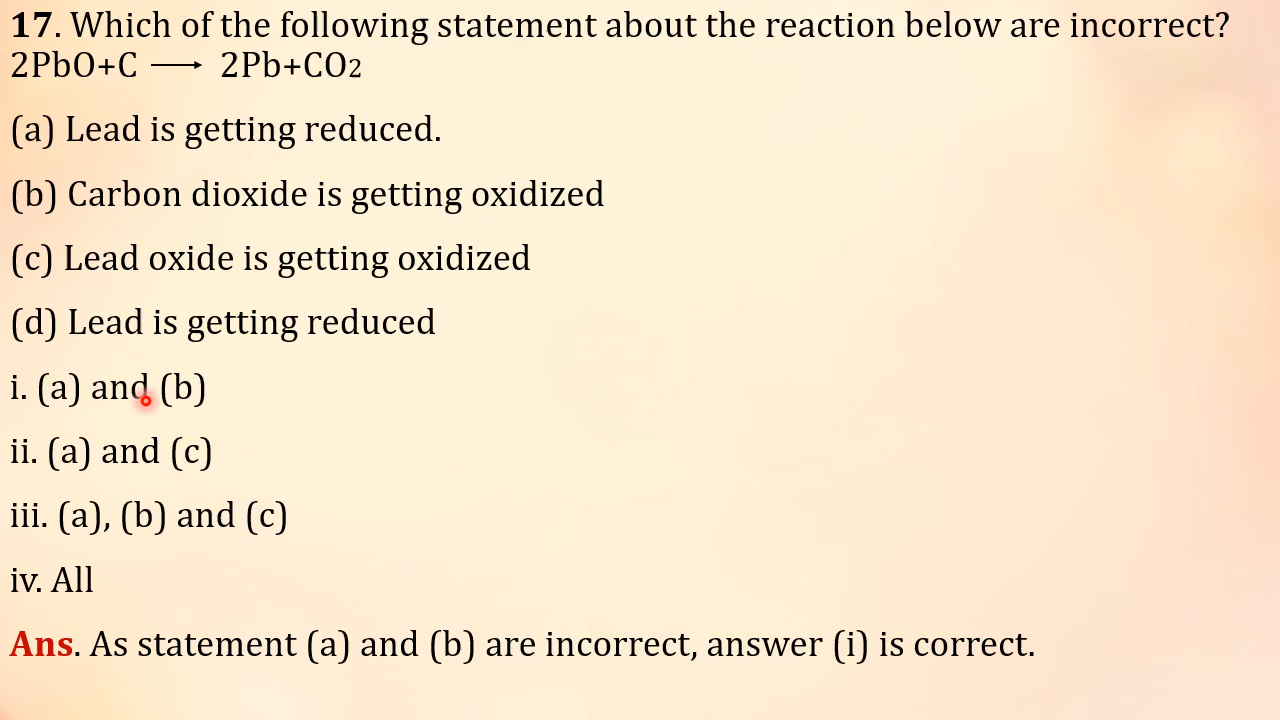 17. Which of the following statement about the reaction below are incorrect?
2PbO+C ⟶ 2Pb+CO₂
(a) Lead is getting reduced.
(b) Carbon dioxide is getting oxidized
(c) Lead oxide is getting oxidized
(d) Lead is getting reduced
i. (a) and (b)
ii. (a) and (c)
iii. (a), (b) and (c)
iv. All
Ans. As statement (a) and (b) are incorrect, answer (i) is correct.